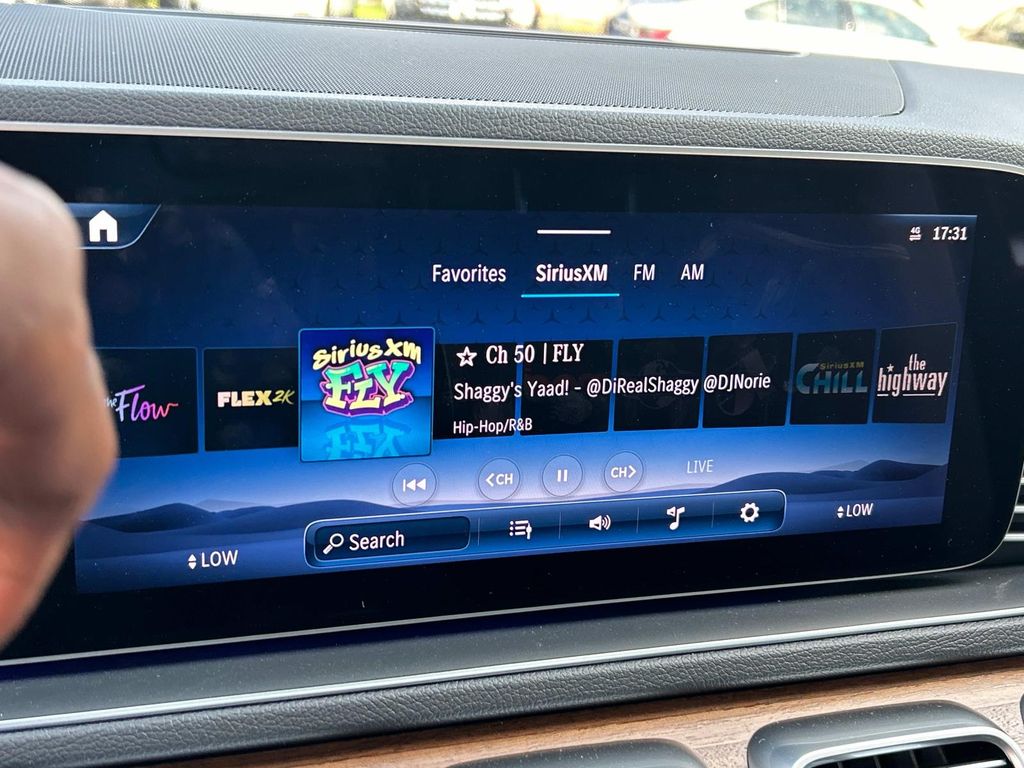 4G
17:31
Favorites SiriusXM FM AM
Flow
FLEX2K
SiriusXM
FLY
☆ Ch 50 | FLY
Shaggy's Yaad! - @DiRealShaggy @DJNorie
Hip-Hop/R&B
SiriusXM
CHILL
the
highway
<CH
CH>
LIVE
Search
LOW
LOW